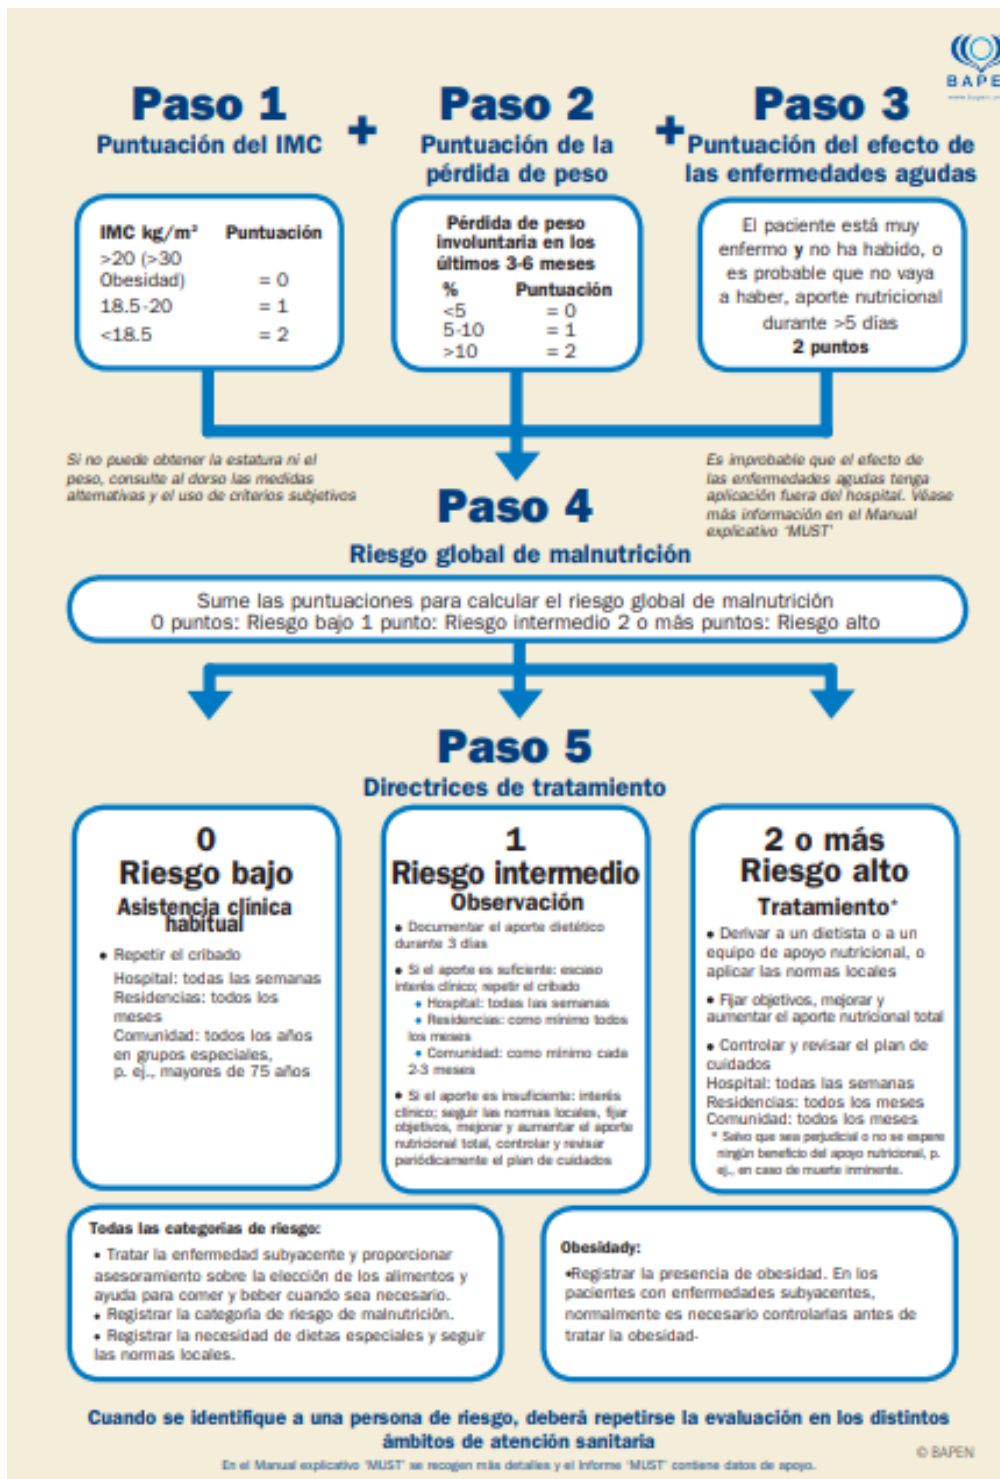 BAPE
Paso 1
Puntuación del IMC
+
Paso 2
Puntuación de la
pérdida de peso
+
Paso 3
Puntuación del efecto de
las enfermedades agudas
IMC kg/m² Puntuación
>20 (>30
Obesidad) = 0
18.5-20 = 1
<18.5 = 2
Pérdida de peso
involuntaria en los
últimos 3-6 meses
% Puntuación
<5 = 0
5-10 = 1
>10 = 2
El paciente está muy
enfermo y no ha habido, o
es probable que no vaya
a haber, aporte nutricional
durante >5 días
2 puntos
Si no puede obtener la estatura ni el
peso, consulte al dorso las medidas
alternativas y el uso de criterios subjetivos
Es improbable que el efecto de
las enfermedades agudas tenga
aplicación fuera del hospital. Véase
más información en el Manual
explicativo ‘MUST’
Paso 4
Riesgo global de malnutrición
Sume las puntuaciones para calcular el riesgo global de malnutrición
0 puntos: Riesgo bajo 1 punto: Riesgo intermedio 2 o más puntos: Riesgo alto
Paso 5
Directrices de tratamiento
0
Riesgo bajo
Asistencia clínica
habitual
• Repetir el cribado
Hospital: todas las semanas
Residencias: todos los
meses
Comunidad: todos los años
en grupos especiales,
p. ej., mayores de 75 años
1
Riesgo intermedio
Observación
• Documentar el aporte dietético
durante 3 días
• Si el aporte es suficiente: escaso
interés clínico; repetir el cribado
• Hospital: todas las semanas
• Residencias: como mínimo todos
los meses
• Comunidad: como mínimo cada
2-3 meses
• Si el aporte es insuficiente: interés
clínico; seguir las normas locales, fijar
objetivos, mejorar y aumentar el aporte
nutricional total, controlar y revisar
periódicamente el plan de cuidados
2 o más
Riesgo alto
Tratamiento*
• Derivar a un dietista o a un
equipo de apoyo nutricional, o
aplicar las normas locales
• Fijar objetivos, mejorar y
aumentar el aporte nutricional total
• Controlar y revisar el plan de
cuidados
Hospital: todas las semanas
Residencias: todos los meses
Comunidad: todos los meses
* Salvo que sea perjudicial o no se espere
ningún beneficio del apoyo nutricional, p.
ej., en caso de muerte inminente.
Todas las categorías de riesgo:
• Tratar la enfermedad subyacente y proporcionar
asesoramiento sobre la elección de los alimentos y
ayuda para comer y beber cuando sea necesario.
• Registrar la categoría de riesgo de malnutrición.
• Registrar la necesidad de dietas especiales y seguir
las normas locales.
Obesidady:
•Registrar la presencia de obesidad. En los
pacientes con enfermedades subyacentes,
normalmente es necesario controlarlas antes de
tratar la obesidad-
Cuando se identifique a una persona de riesgo, deberá repetirse la evaluación en los distintos
ámbitos de atención sanitaria
© BAPEN
En el Manual explicativo ‘MUST’ se recogen más detalles y el Informe ‘MUST’ contiene datos de apoyo.